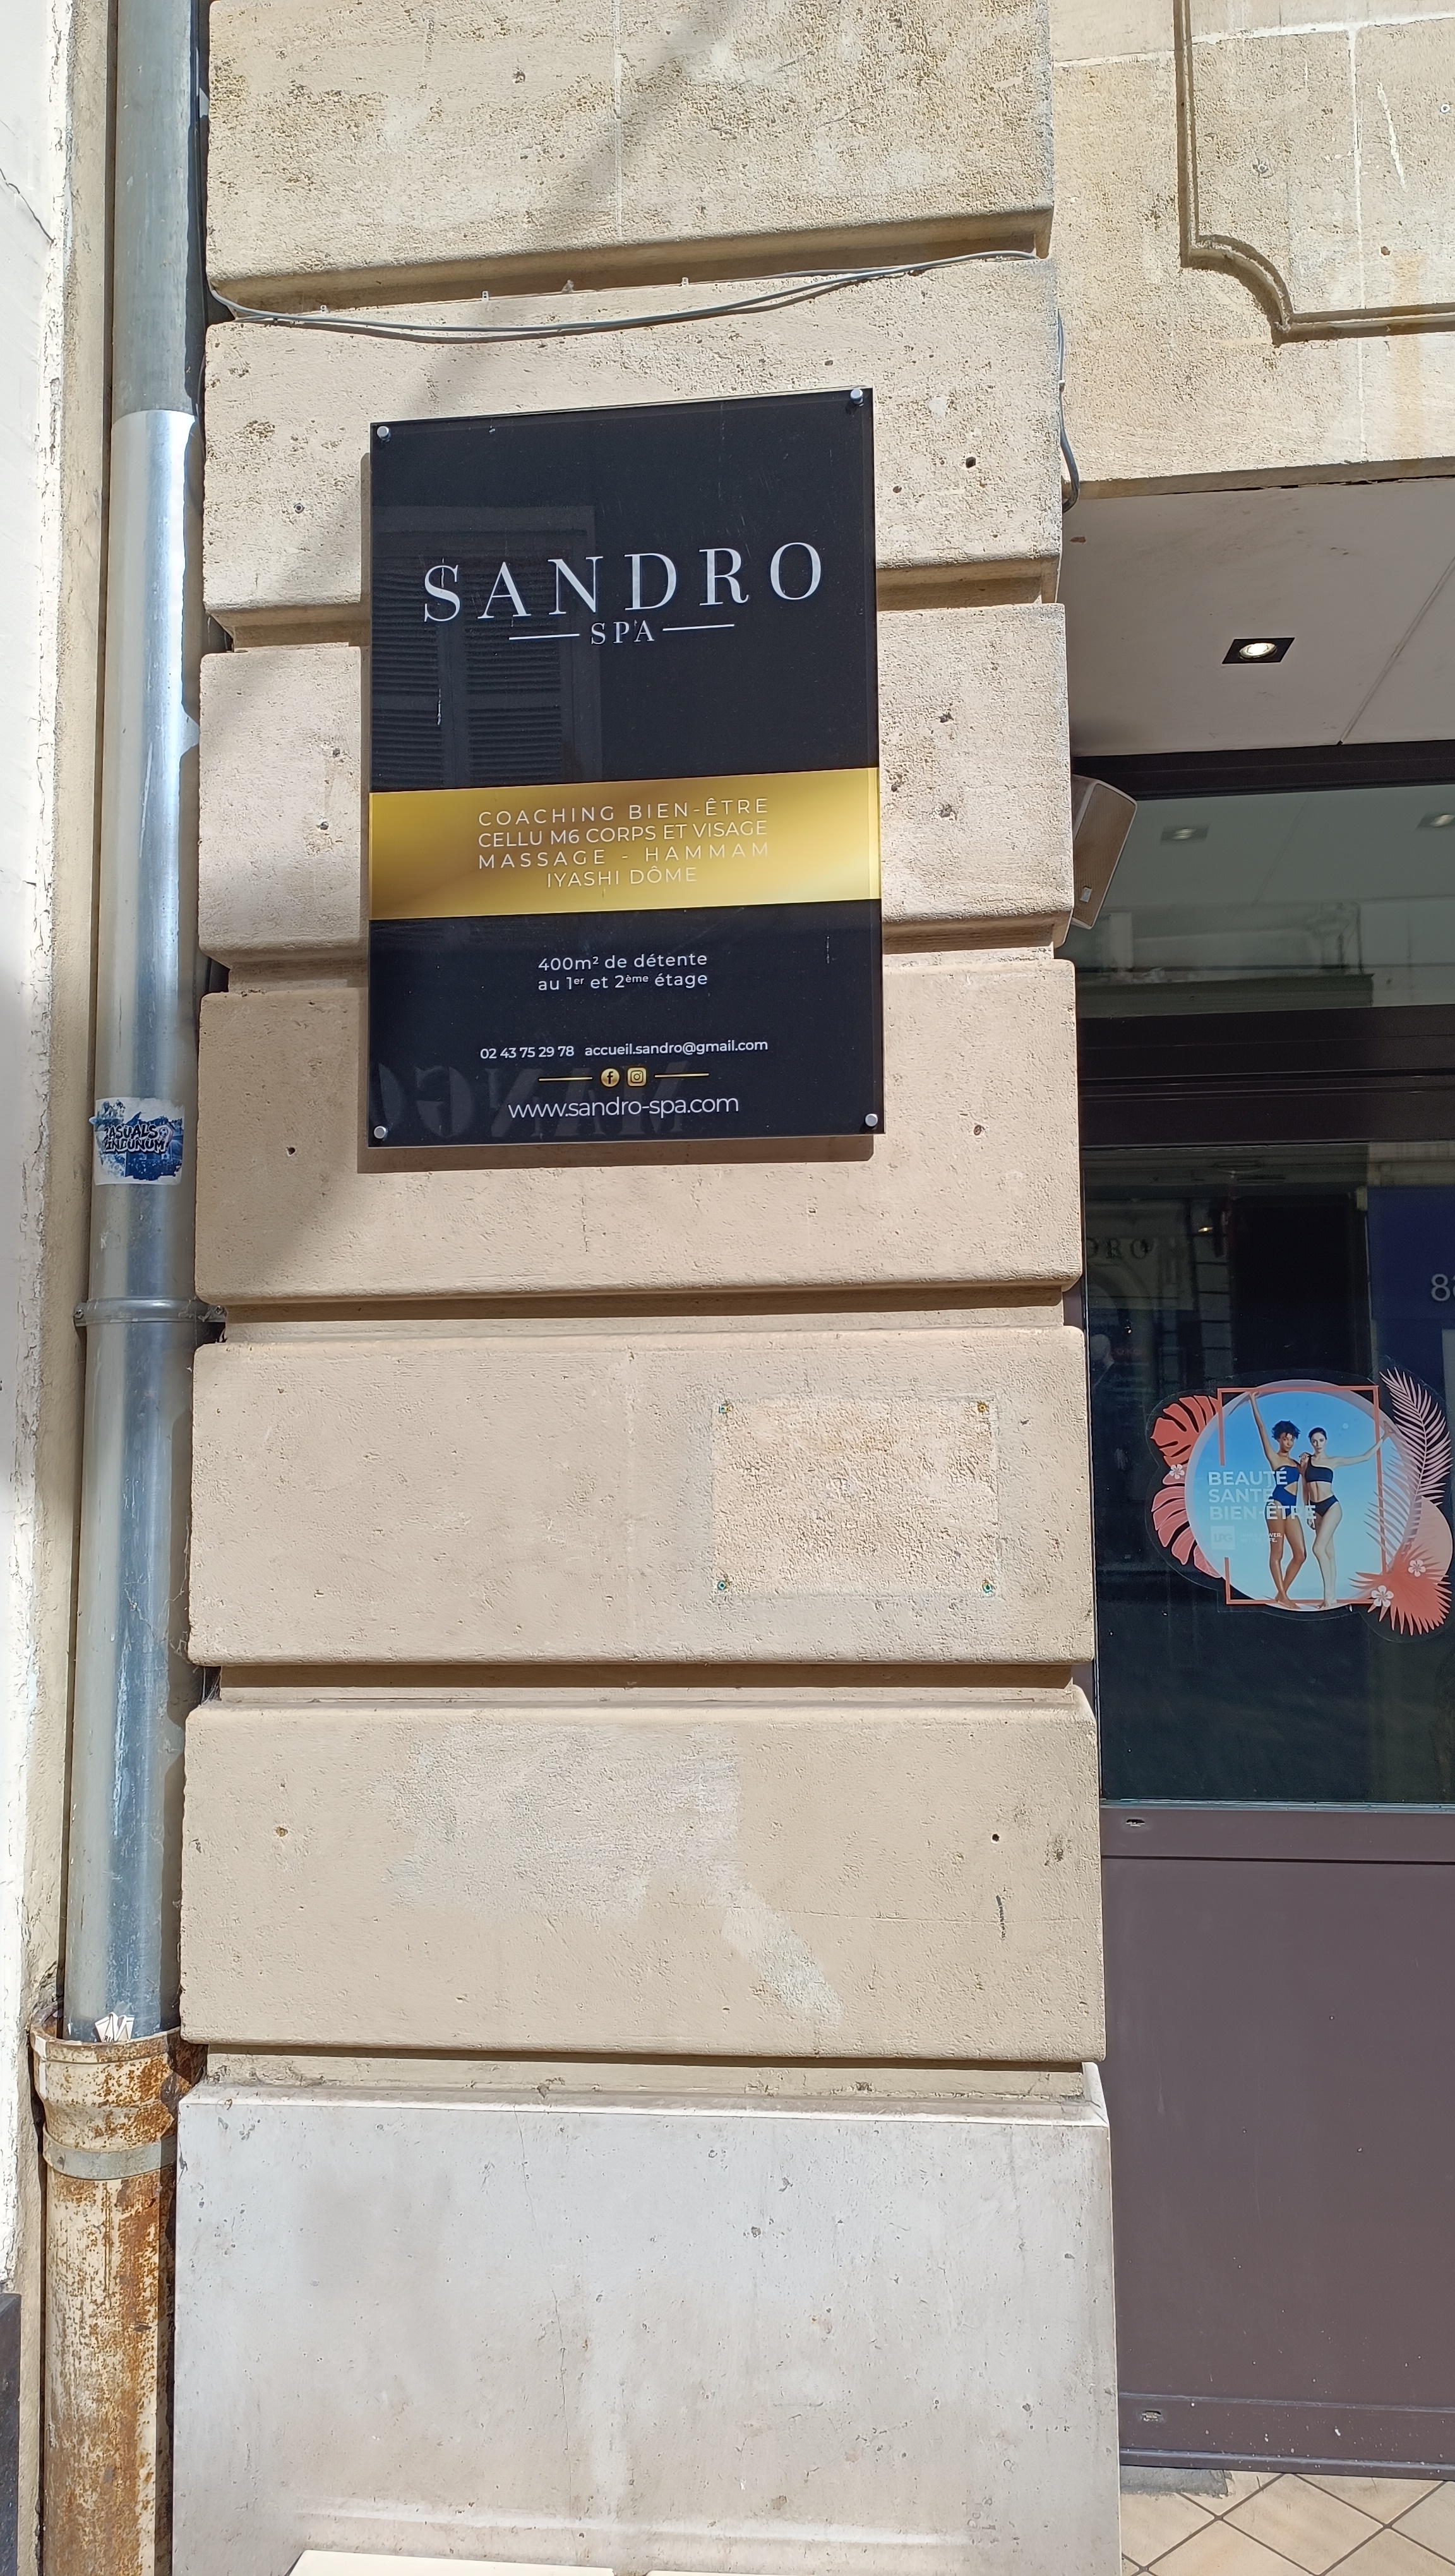 SANDRO
SPA
COACHING BIEN-ÊTRE
CELLU M6 CORPS ET VISAGE
MASSAGE - HAMMAM
IYASHI DÔME
400m² de détente
au 1er et 2ème étage
02 43 75 29 78 accueil.sandro@gmail.com
www.sandro-spa.com
BEAUTÉ
SANTÉ
BIEN-ÊTRE